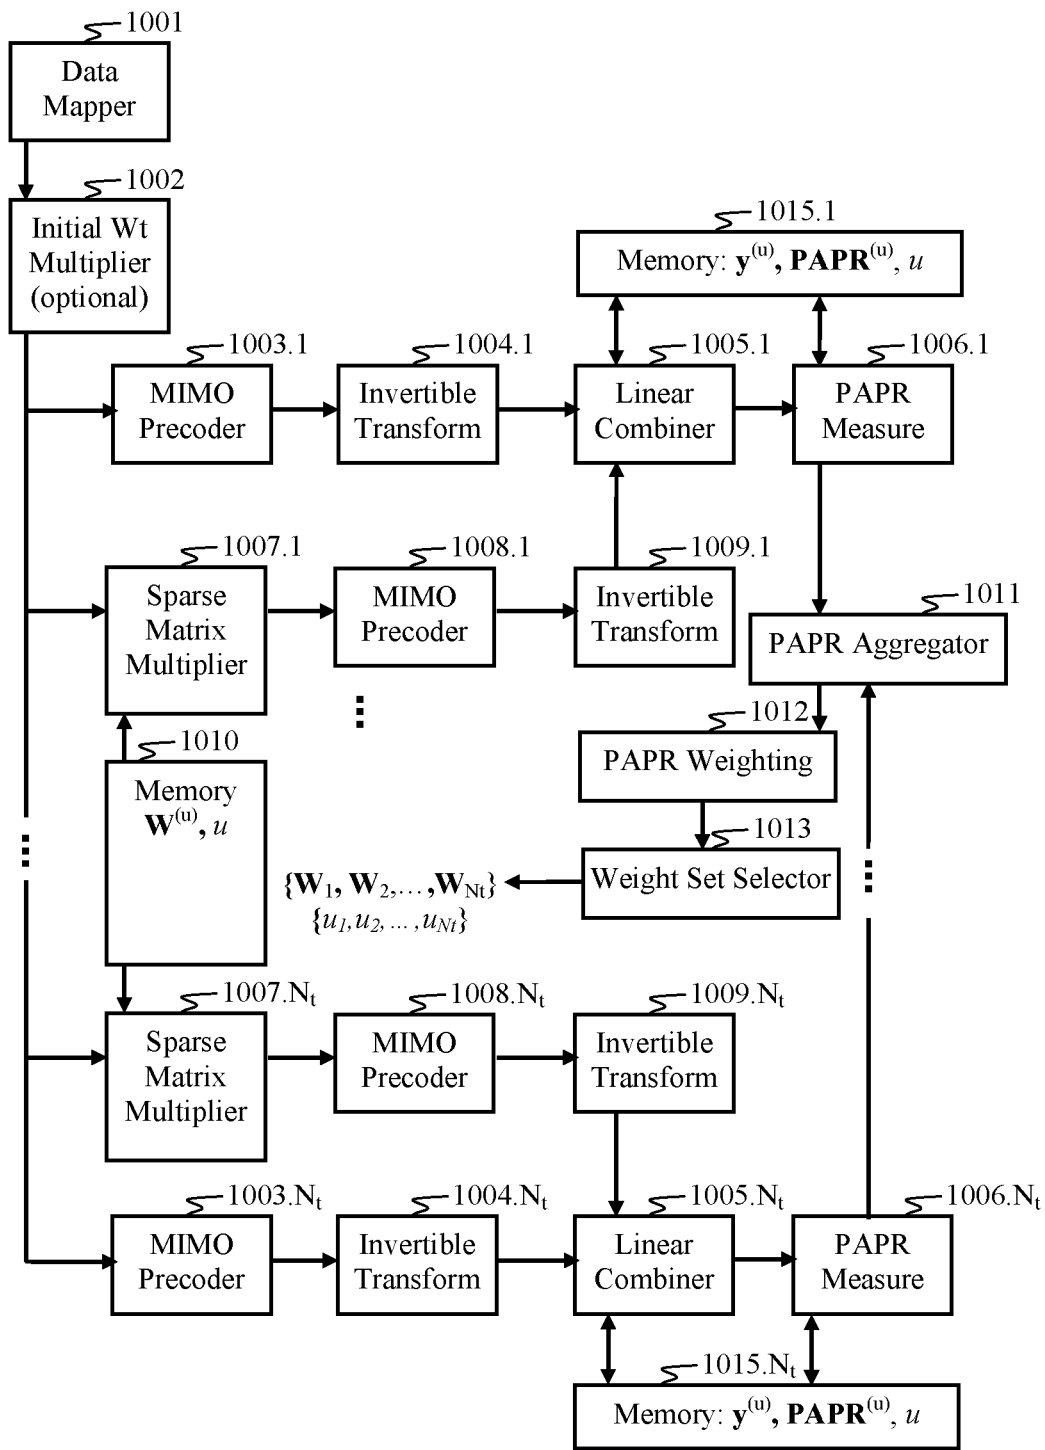 1001
Data
Mapper
1002
Initial Wt
Multiplier
(optional)
1015.1
Memory: y(u), PAPR(u), u
1003.1
MIMO
Precoder
1004.1
Invertible
Transform
1005.1
Linear
Combiner
1006.1
PAPR
Measure
1007.1
Sparse
Matrix
Multiplier
1008.1
MIMO
Precoder
1009.1
Invertible
Transform
1011
PAPR Aggregator
1012
PAPR Weighting
1010
Memory
W(u), u
1013
Weight Set Selector
{W1, W2,...,WNt}
{u1,u2, ... ,uNt}
1007.Nt
Sparse
Matrix
Multiplier
1008.Nt
MIMO
Precoder
1009.Nt
Invertible
Transform
1003.Nt
MIMO
Precoder
1004.Nt
Invertible
Transform
1005.Nt
Linear
Combiner
1006.Nt
PAPR
Measure
1015.Nt
Memory: y(u), PAPR(u), u